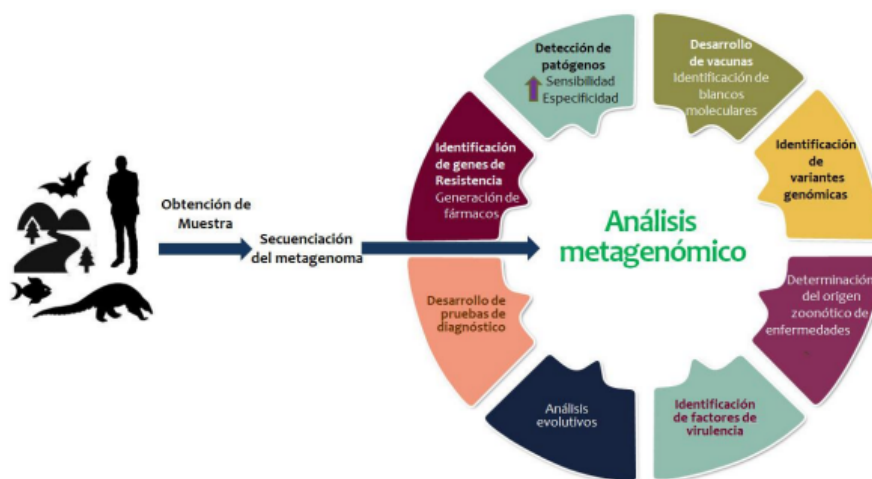 Obtención de
Muestra
Secuenciación
del metagenoma
Análisis
metagenómico
Detección de
patógenos
Sensibilidad
Especificidad
Desarrollo
de vacunas
Identificación de
blancos
moleculares
Identificación
de
variantes
genómicas
Determinación
del origen
zoonótico de
enfermedades
Identificación
de factores de
virulencia
Análisis
evolutivos
Desarrollo de
pruebas de
diagnóstico
Identificación
de genes de
Resistencia
Generación de
fármacos